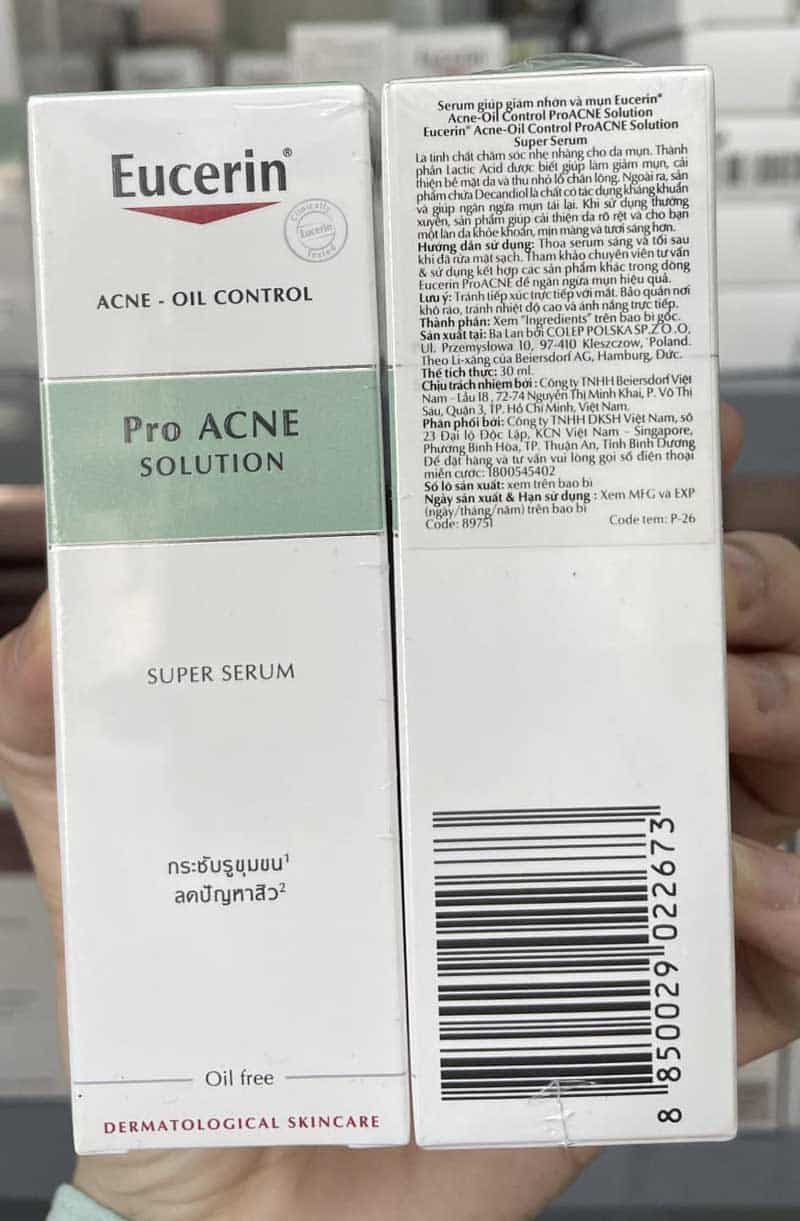 Eucerin®
Clinically
Eucerin
Tested
ACNE - OIL CONTROL
Pro ACNE
SOLUTION
SUPER SERUM
กระชับรูขุมขน¹
ลดปัญหาสิว²
Oil free
DERMATOLOGICAL SKINCARE
Serum giúp giảm nhờn và mụn Eucerin®
Acne-Oil Control ProACNE Solution
Eucerin® Acne-Oil Control ProACNE Solution
Super Serum
Là tinh chất chăm sóc nhẹ nhàng cho da mụn. Thành
phần Lactic Acid được biết giúp làm giảm mụn, cải
thiện bề mặt da và thu nhỏ lỗ chân lông. Ngoài ra, sản
phẩm chứa Decandiol là chất có tác dụng kháng khuẩn
và giúp ngăn ngừa mụn tái lại. Khi sử dụng thường
xuyên, sản phẩm giúp cải thiện da rõ rệt và cho bạn
một làn da khỏe khoắn, mịn màng và tươi sáng hơn.
Hướng dẫn sử dụng: Thoa serum sáng và tối sau
khi đã rửa mặt sạch. Tham khảo chuyên viên tư vấn
& sử dụng kết hợp các sản phẩm khác trong dòng
Eucerin ProACNE để ngăn ngừa mụn hiệu quả.
Lưu ý: Tránh tiếp xúc trực tiếp với mắt. Bảo quản nơi
khô ráo, tránh nhiệt độ cao và ánh nắng trực tiếp.
Thành phần: Xem "Ingredients" trên bao bì gốc.
Sản xuất tại: Ba Lan bởi COLEP POLSKA SP.Z.O.O,
Ul. Przemyslowa 10, 97-410 Kleszczow, Poland.
Theo Li-xăng của Beiersdorf AG, Hamburg, Đức.
Thể tích thực: 30 ml.
Chịu trách nhiệm bởi : Công ty TNHH Beiersdorf Việt
Nam - Lầu 18, 72-74 Nguyễn Thị Minh Khai, P. Võ Thị
Sáu, Quận 3, TP. Hồ Chí Minh, Việt Nam.
Phân phối bởi: Công ty TNHH DKSH Việt Nam, số
23 Đại lộ Độc Lập, KCN Việt Nam - Singapore,
Phường Bình Hòa, TP. Thuận An, Tỉnh Bình Dương
Để đặt hàng và tư vấn vui lòng gọi số điện thoại
miễn cước: 1800545402
Số lô sản xuất: xem trên bao bì
Ngày sản xuất & Hạn sử dụng : Xem MFG và EXP
(ngày/tháng/năm) trên bao bì
Code: 89751 Code tem: P-26
8 850029 022673